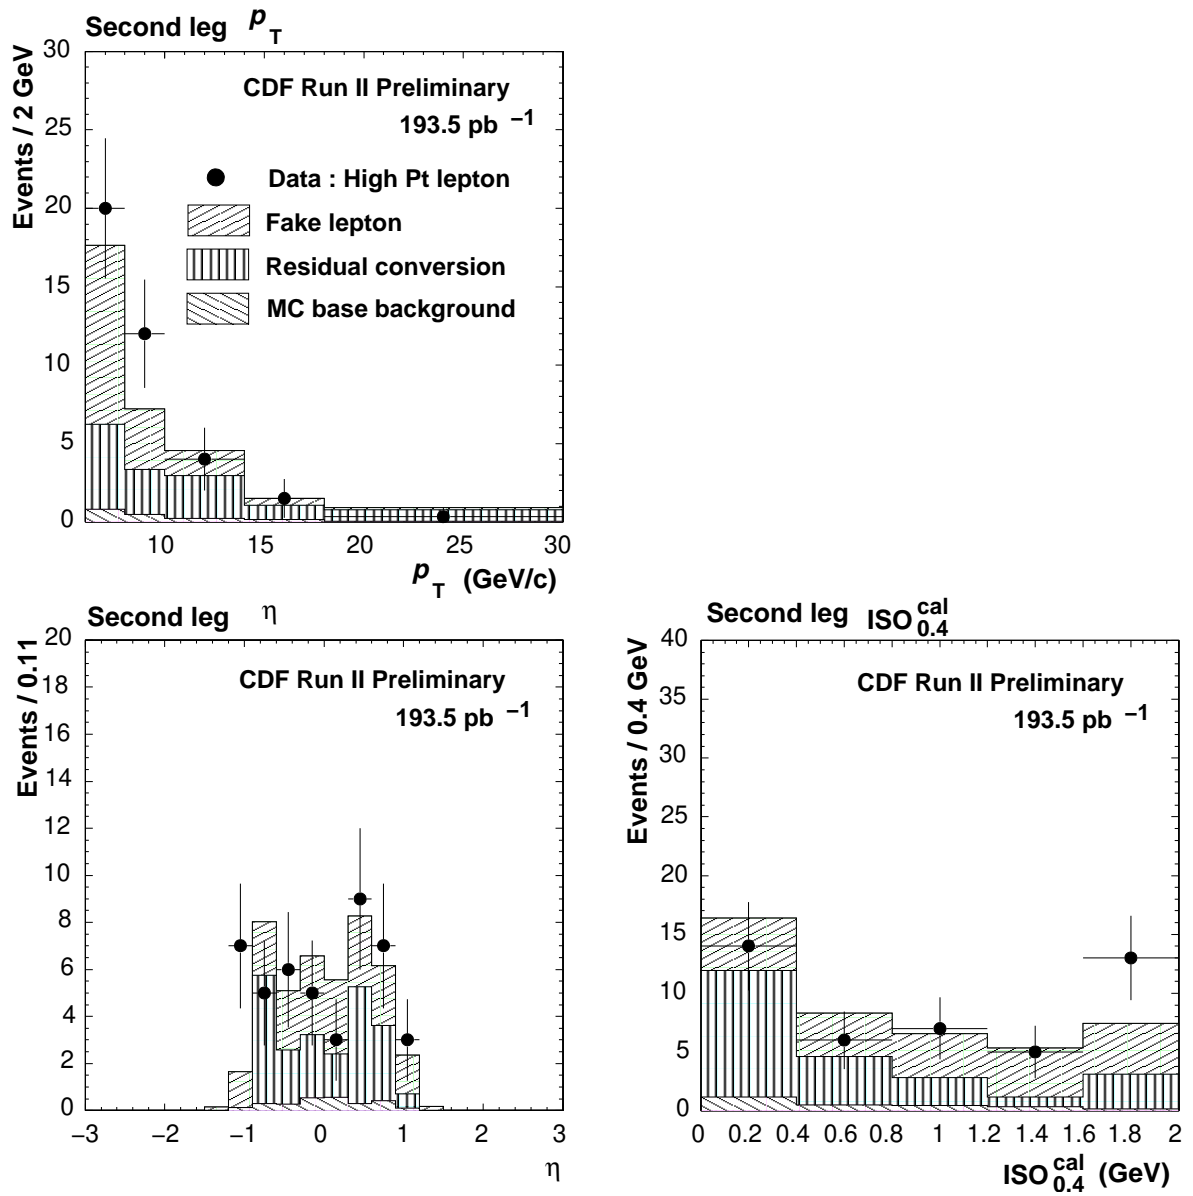 Second leg p T
CDF Run II Preliminary
193.5 pb −1
Data : High Pt lepton
Fake lepton
Residual conversion
MC base background
Events / 2 GeV
30
25
20
15
10
5
0
10 15 20 25 30
p T (GeV/c)
Second leg η
CDF Run II Preliminary
193.5 pb −1
Events / 0.11
20
18
16
14
12
10
8
6
4
2
0
−3 −2 −1 0 1 2 3
η
Second leg ISO cal 0.4
CDF Run II Preliminary
193.5 pb −1
Events / 0.4 GeV
40
35
30
25
20
15
10
5
0
0 0.2 0.4 0.6 0.8 1 1.2 1.4 1.6 1.8 2
ISO cal 0.4 (GeV)